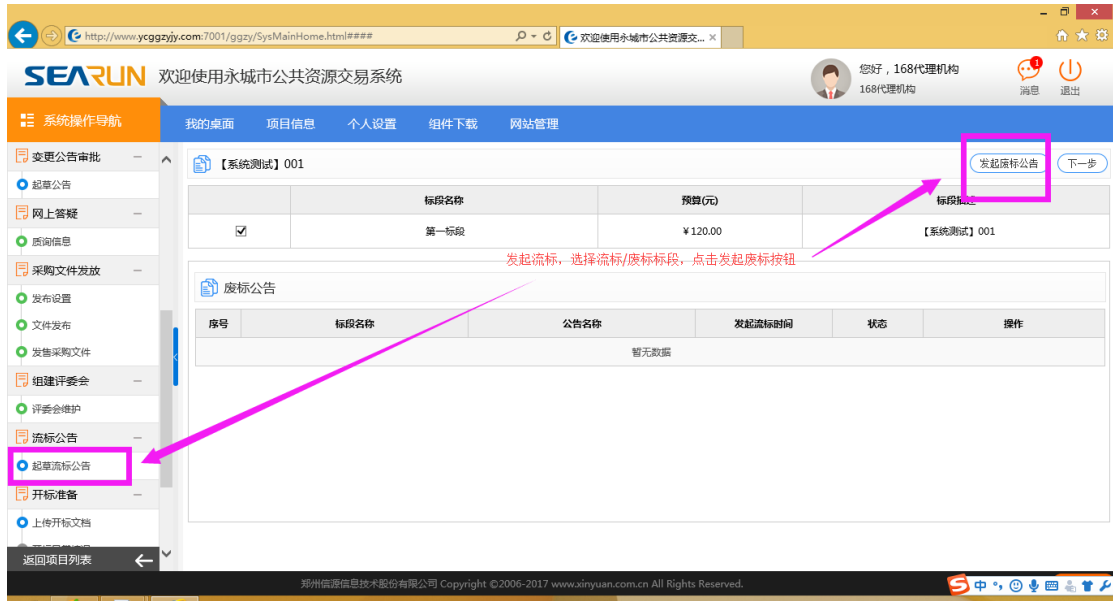 http://www.ycggzyjy.com:7001/ggzy/SysMainHome.html####
欢迎使用永城市公共资源交... ×
SEARUN 欢迎使用永城市公共资源交易系统
您好，168代理机构
168代理机构
1
消息
退出
系统操作导航
我的桌面 项目信息 个人设置 组件下载 网站管理
变更公告审批
起草公告
网上答疑
质询信息
采购文件发放
发布设置
文件发布
发售采购文件
组建评委会
评委会维护
流标公告
起草流标公告
开标准备
上传开标文档
返回项目列表
【系统测试】001
发起废标公告 下一步
标段名称 预算(元) 标段描述
第一标段 ￥120.00 【系统测试】001
发起流标，选择流标/废标标段，点击发起废标按钮
废标公告
序号 标段名称 公告名称 发起流标时间 状态 操作
暂无数据
郑州信源信息技术股份有限公司 Copyright ©2006-2017 www.xinyuan.com.cn All Rights Reserved.
中